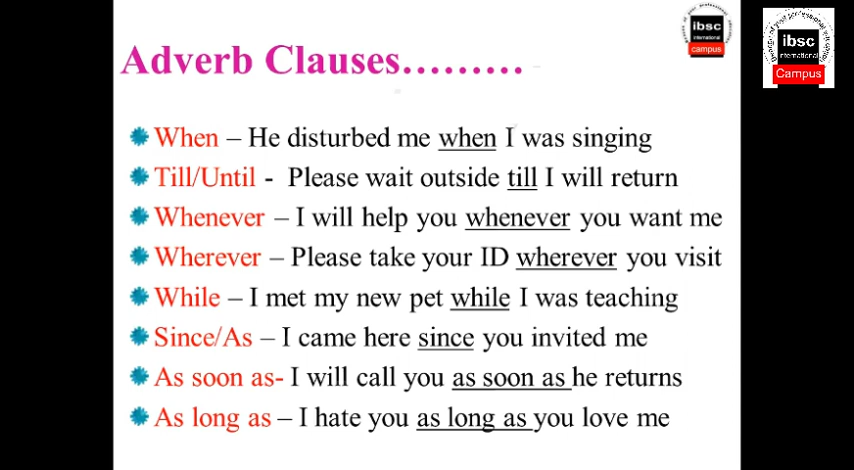 Adverb Clauses.........
ibsc
international
campus
ibsc
international
Campus
When – He disturbed me when I was singing
Till/Until - Please wait outside till I will return
Whenever – I will help you whenever you want me
Wherever – Please take your ID wherever you visit
While – I met my new pet while I was teaching
Since/As – I came here since you invited me
As soon as- I will call you as soon as he returns
As long as – I hate you as long as you love me